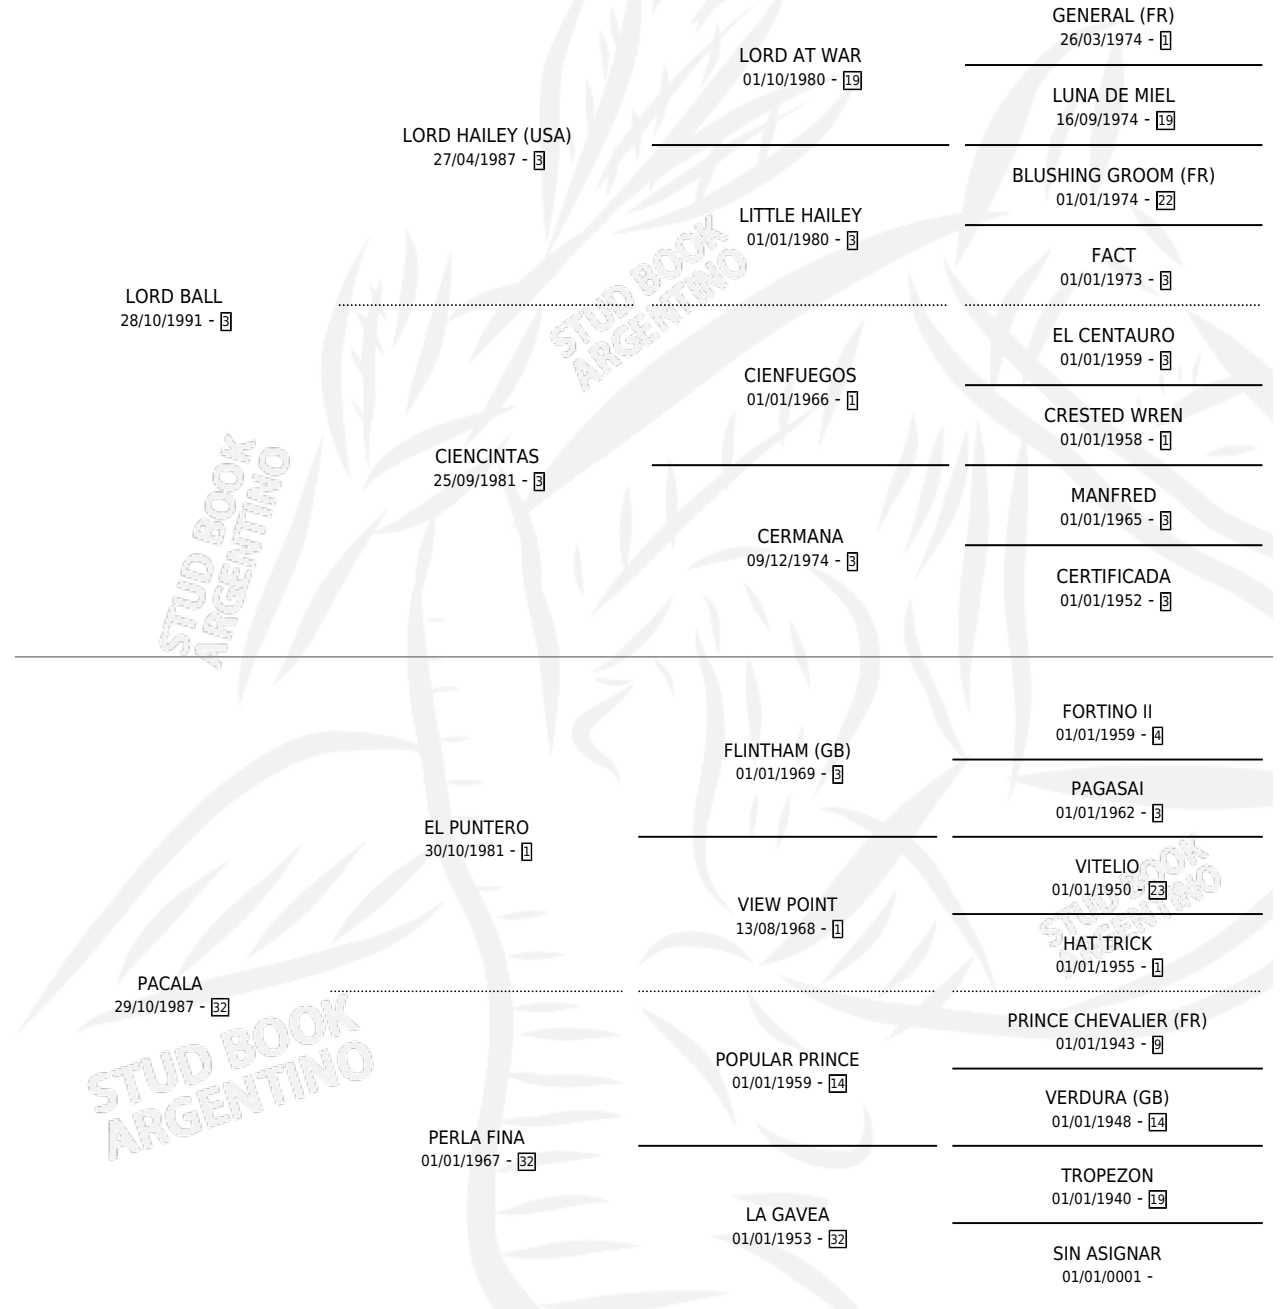 GENERAL (FR)
26/03/1974 - 1
LORD AT WAR
01/10/1980 - 19
LUNA DE MIEL
16/09/1974 - 19
LORD HAILEY (USA)
27/04/1987 - 3
BLUSHING GROOM (FR)
01/01/1974 - 22
LITTLE HAILEY
01/01/1980 - 3
FACT
01/01/1973 - 3
LORD BALL
28/10/1991 - 3
EL CENTAURO
01/01/1959 - 3
CIENFUEGOS
01/01/1966 - 1
CRESTED WREN
01/01/1958 - 1
CIENCINTAS
25/09/1981 - 3
MANFRED
01/01/1965 - 3
CERMANA
09/12/1974 - 3
CERTIFICADA
01/01/1952 - 3
FORTINO II
01/01/1959 - 4
FLINTHAM (GB)
01/01/1969 - 3
PAGASAI
01/01/1962 - 3
EL PUNTERO
30/10/1981 - 1
VITELIO
01/01/1950 - 23
VIEW POINT
13/08/1968 - 1
HAT TRICK
01/01/1955 - 1
PACALA
29/10/1987 - 32
PRINCE CHEVALIER (FR)
01/01/1943 - 9
POPULAR PRINCE
01/01/1959 - 14
VERDURA (GB)
01/01/1948 - 14
PERLA FINA
01/01/1967 - 32
TROPEZON
01/01/1940 - 19
LA GAVEA
01/01/1953 - 32
SIN ASIGNAR
01/01/0001 -
STUD BOOK
ARGENTINO
STUD BOOK
ARGENTINO
STUD BOOK
ARGENTINO
STUD BOOK
ARGENTINO